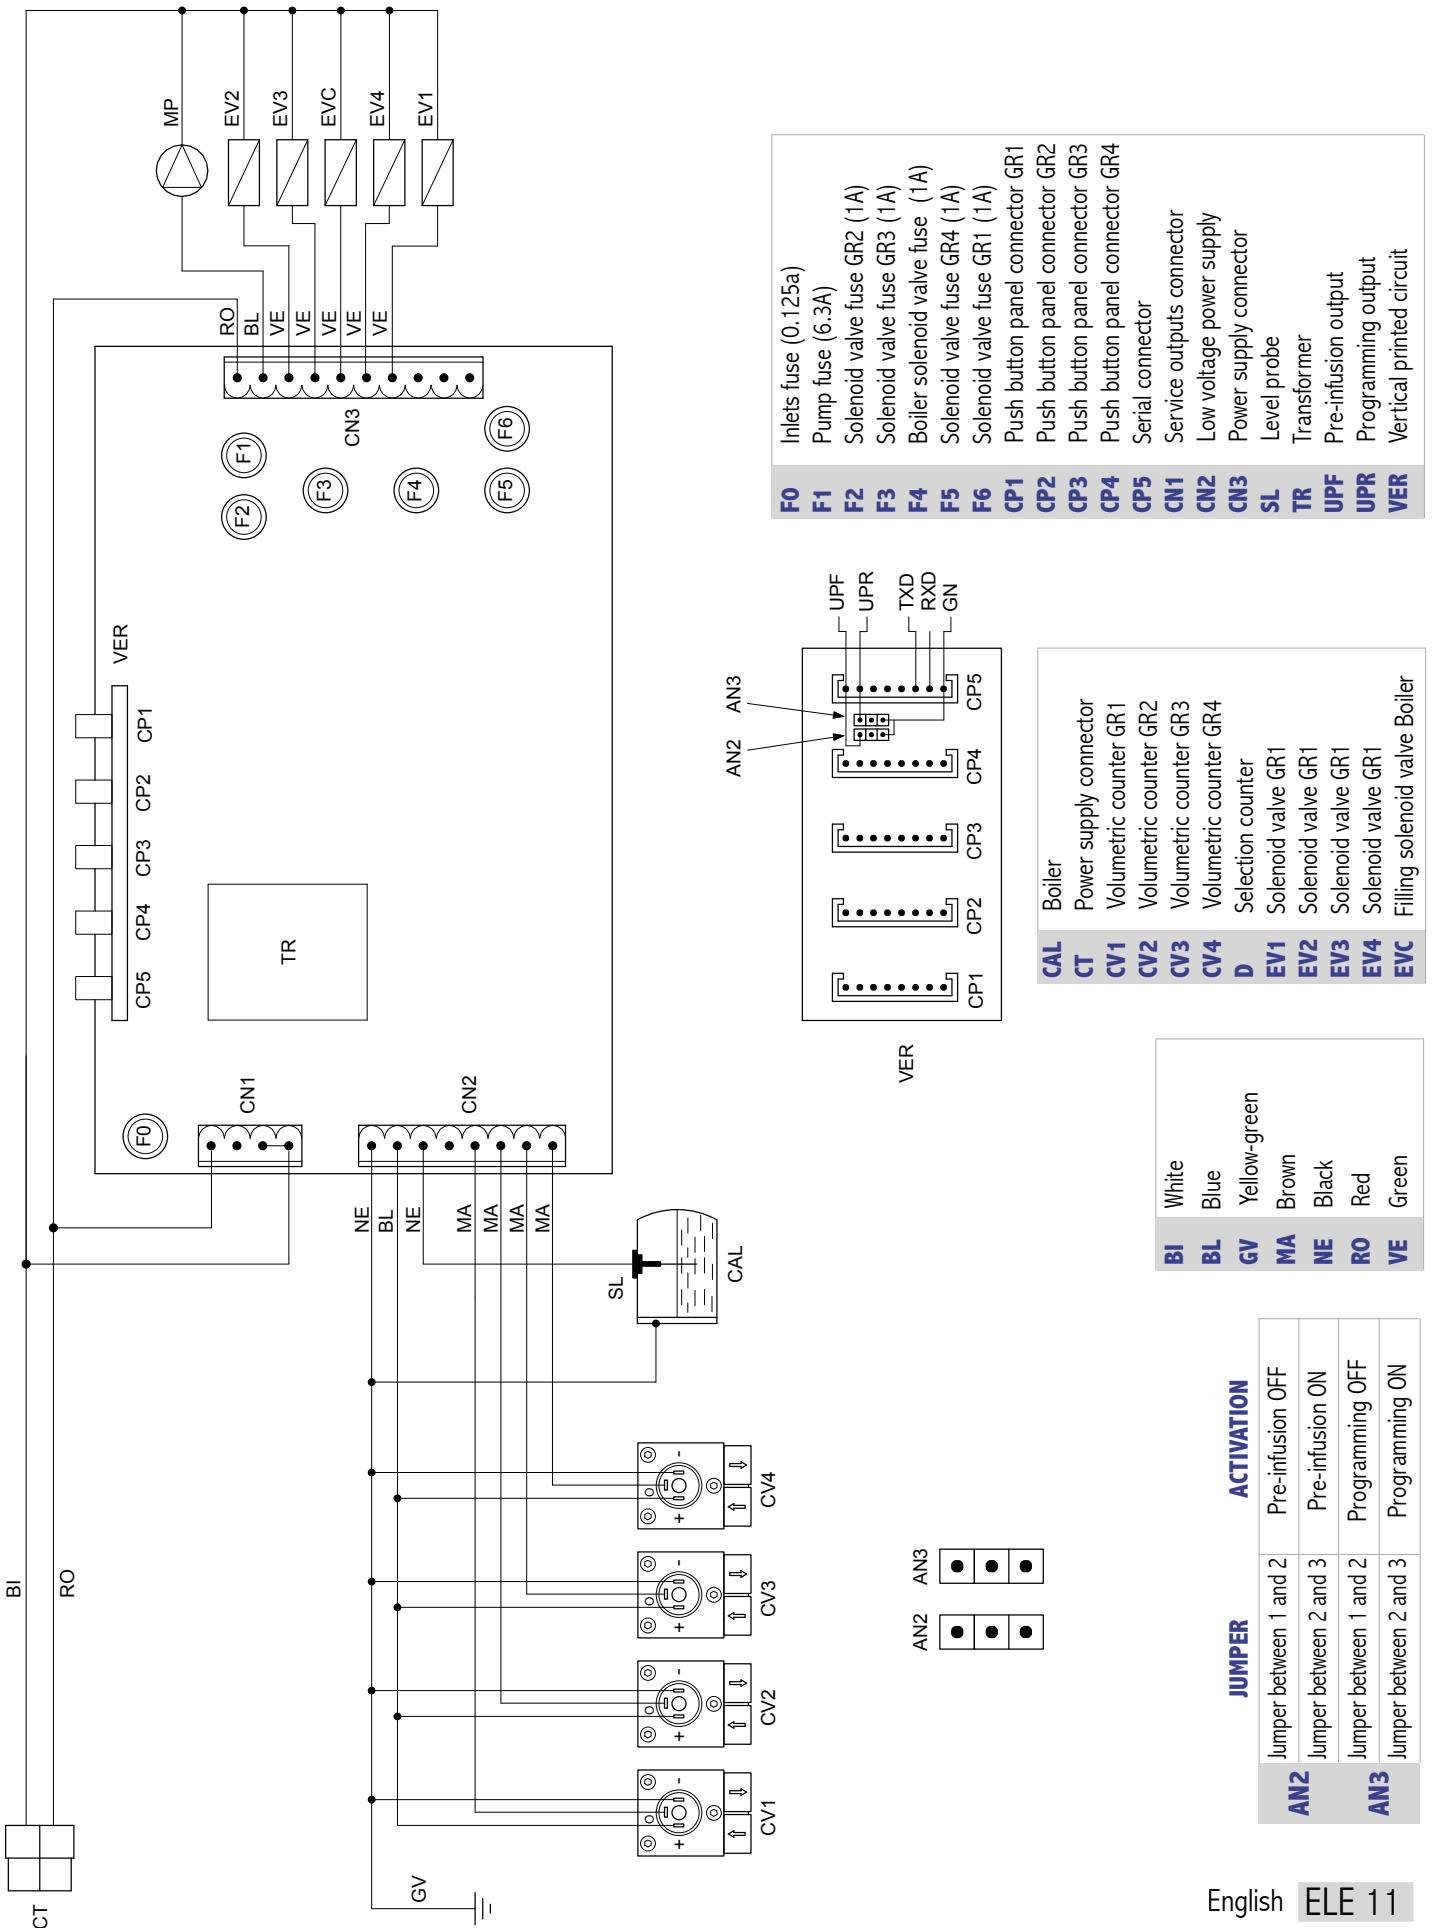 CT
BI
RO
MP
EV2
EV3
EVC
EV4
EV1
RO
BL
VE
VE
VE
VE
VE
CN3
F1
F2
F3
F4
F5
F6
VER
CP1
CP2
CP3
CP4
CP5
TR
F0
CN1
CN2
NE
BL
NE
MA
MA
MA
MA
SL
CAL
GV
+
-
CV1
+
-
CV2
+
-
CV3
+
-
CV4
AN2
AN3
VER
CP1
CP2
CP3
CP4
CP5
AN2
AN3
UPF
UPR
TXD
RXD
GN
JUMPER ACTIVATION
AN2 Jumper between 1 and 2 Pre-infusion OFF
Jumper between 2 and 3 Pre-infusion ON
AN3 Jumper between 1 and 2 Programming OFF
Jumper between 2 and 3 Programming ON
BI White
BL Blue
GV Yellow-green
MA Brown
NE Black
RO Red
VE Green
CAL Boiler
CT Power supply connector
CV1 Volumetric counter GR1
CV2 Volumetric counter GR2
CV3 Volumetric counter GR3
CV4 Volumetric counter GR4
D Selection counter
EV1 Solenoid valve GR1
EV2 Solenoid valve GR1
EV3 Solenoid valve GR1
EV4 Solenoid valve GR1
EVC Filling solenoid valve Boiler
F0 Inlets fuse (0.125a)
F1 Pump fuse (6.3A)
F2 Solenoid valve fuse GR2 (1A)
F3 Solenoid valve fuse GR3 (1A)
F4 Boiler solenoid valve fuse (1A)
F5 Solenoid valve fuse GR4 (1A)
F6 Solenoid valve fuse GR1 (1A)
CP1 Push button panel connector GR1
CP2 Push button panel connector GR2
CP3 Push button panel connector GR3
CP4 Push button panel connector GR4
CP5 Serial connector
CN1 Service outputs connector
CN2 Low voltage power supply
CN3 Power supply connector
SL Level probe
TR Transformer
UPF Pre-infusion output
UPR Programming output
VER Vertical printed circuit
English ELE 11